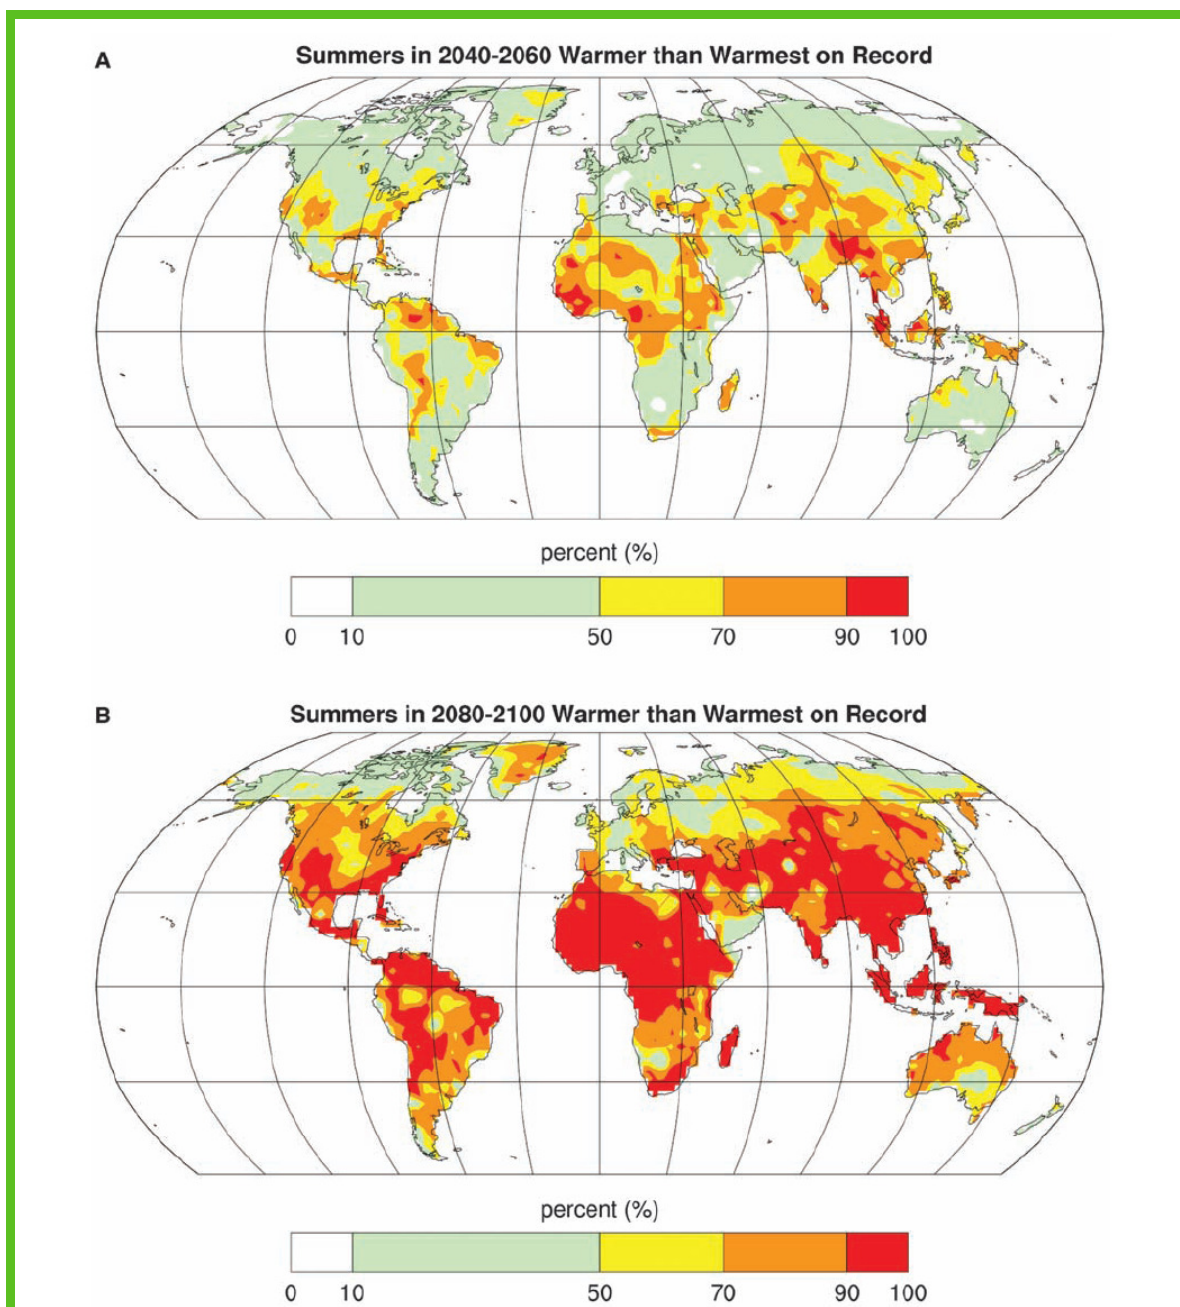 A
Summers in 2040-2060 Warmer than Warmest on Record
percent (%)
0 10 50 70 90 100
B
Summers in 2080-2100 Warmer than Warmest on Record
percent (%)
0 10 50 70 90 100